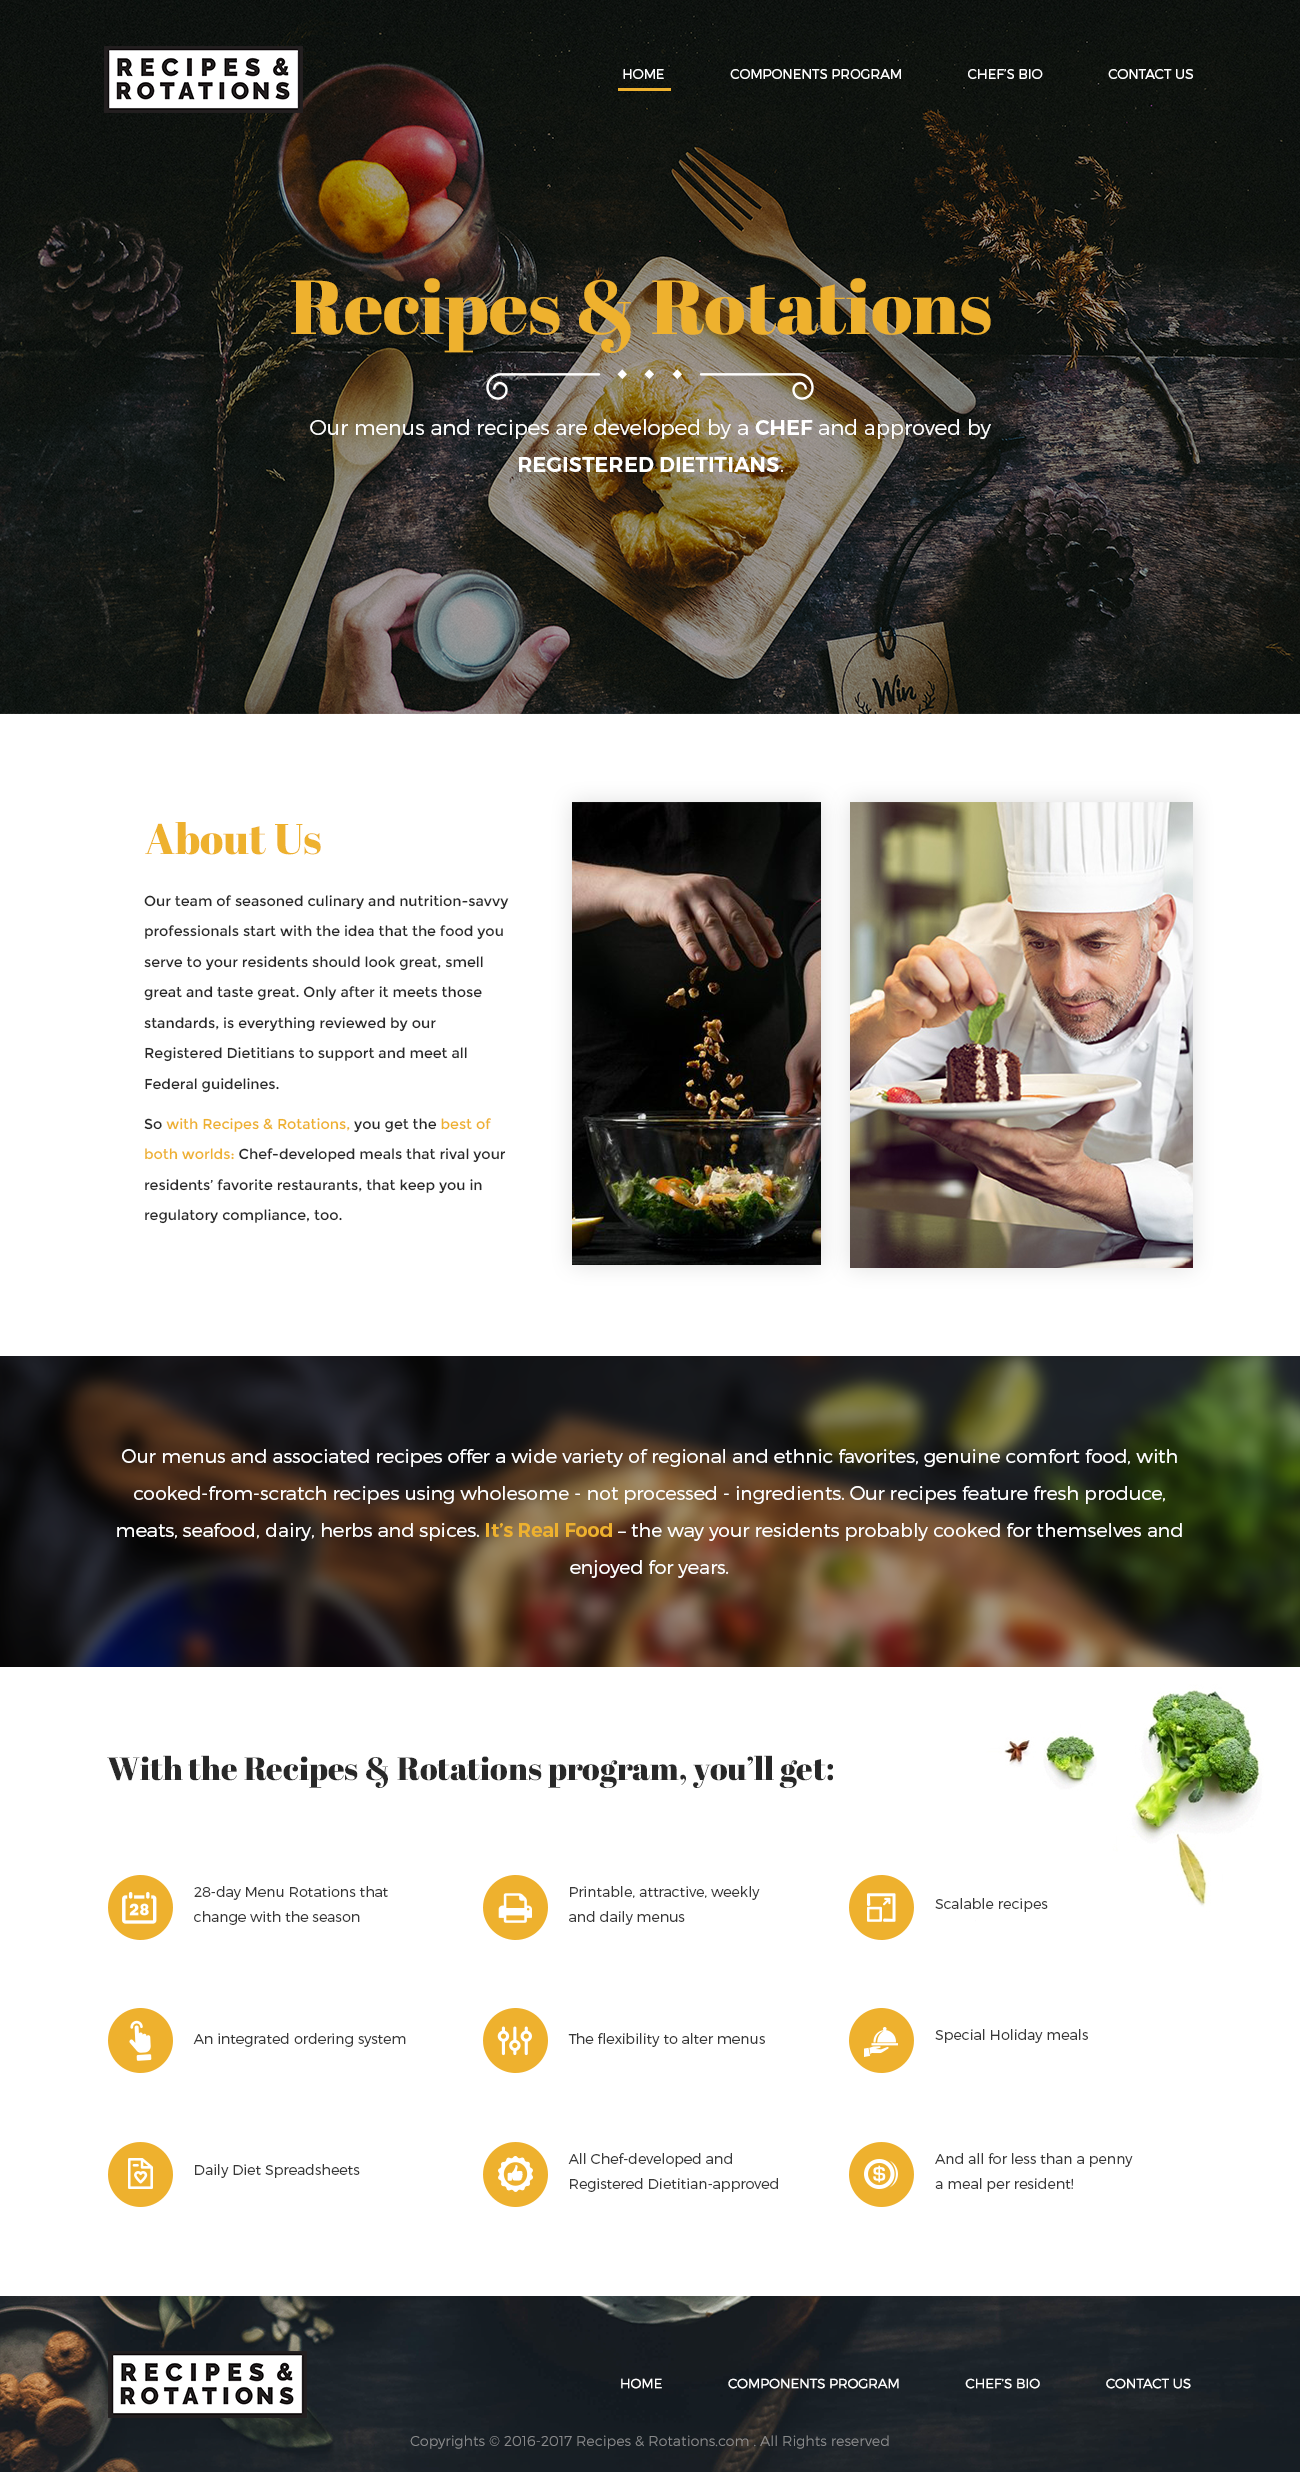 RECIPES &
ROTATIONS
HOME COMPONENTS PROGRAM CHEF'S BIO CONTACT US
Recipes & Rotations
Our menus and recipes are developed by a CHEF and approved by
REGISTERED DIETITIANS.
Win
About Us
Our team of seasoned culinary and nutrition-savvy
professionals start with the idea that the food you
serve to your residents should look great, smell
great and taste great. Only after it meets those
standards, is everything reviewed by our
Registered Dietitians to support and meet all
Federal guidelines.
So with Recipes & Rotations, you get the best of
both worlds: Chef-developed meals that rival your
residents' favorite restaurants, that keep you in
regulatory compliance, too.
Our menus and associated recipes offer a wide variety of regional and ethnic favorites, genuine comfort food, with
cooked-from-scratch recipes using wholesome - not processed - ingredients. Our recipes feature fresh produce,
meats, seafood, dairy, herbs and spices. It's Real Food – the way your residents probably cooked for themselves and
enjoyed for years.
With the Recipes & Rotations program, you'll get:
28
28-day Menu Rotations that
change with the season
Printable, attractive, weekly
and daily menus
Scalable recipes
An integrated ordering system
The flexibility to alter menus
Special Holiday meals
Daily Diet Spreadsheets
All Chef-developed and
Registered Dietitian-approved
$
And all for less than a penny
a meal per resident!
RECIPES &
ROTATIONS
HOME COMPONENTS PROGRAM CHEF'S BIO CONTACT US
Copyrights © 2016-2017 Recipes & Rotations.com . All Rights reserved